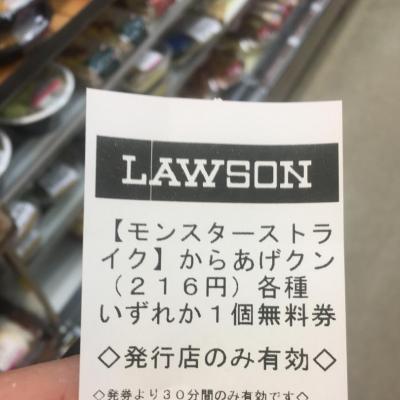 LAWSON
【モンスターストラ
イク】からあげクン
（２１６円）各種
いずれか１個無料券
◇発行店のみ有効◇
◇発券より３０分間のみ有効です◇